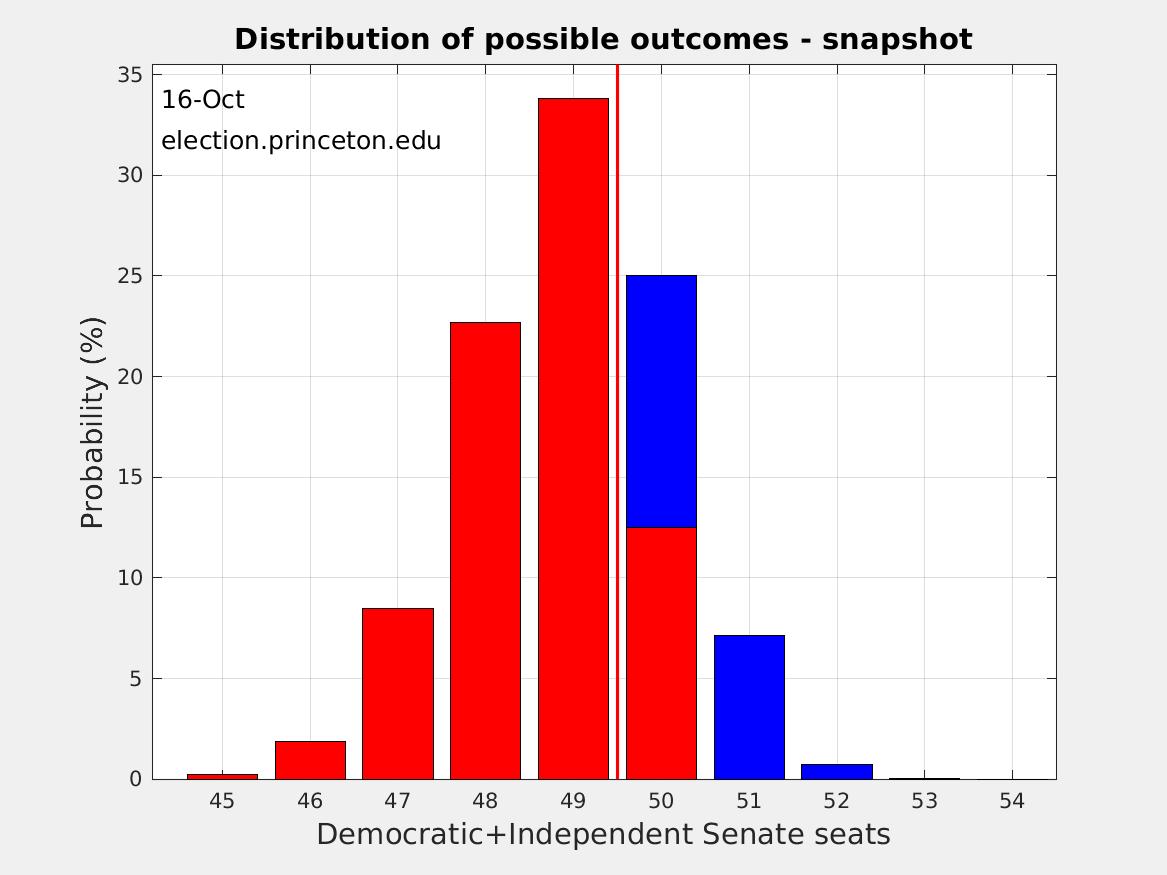 Distribution of possible outcomes - snapshot
16-Oct
election.princeton.edu
35
30
25
20
15
10
5
0
Probability (%)
45 46 47 48 49 50 51 52 53 54
Democratic+Independent Senate seats